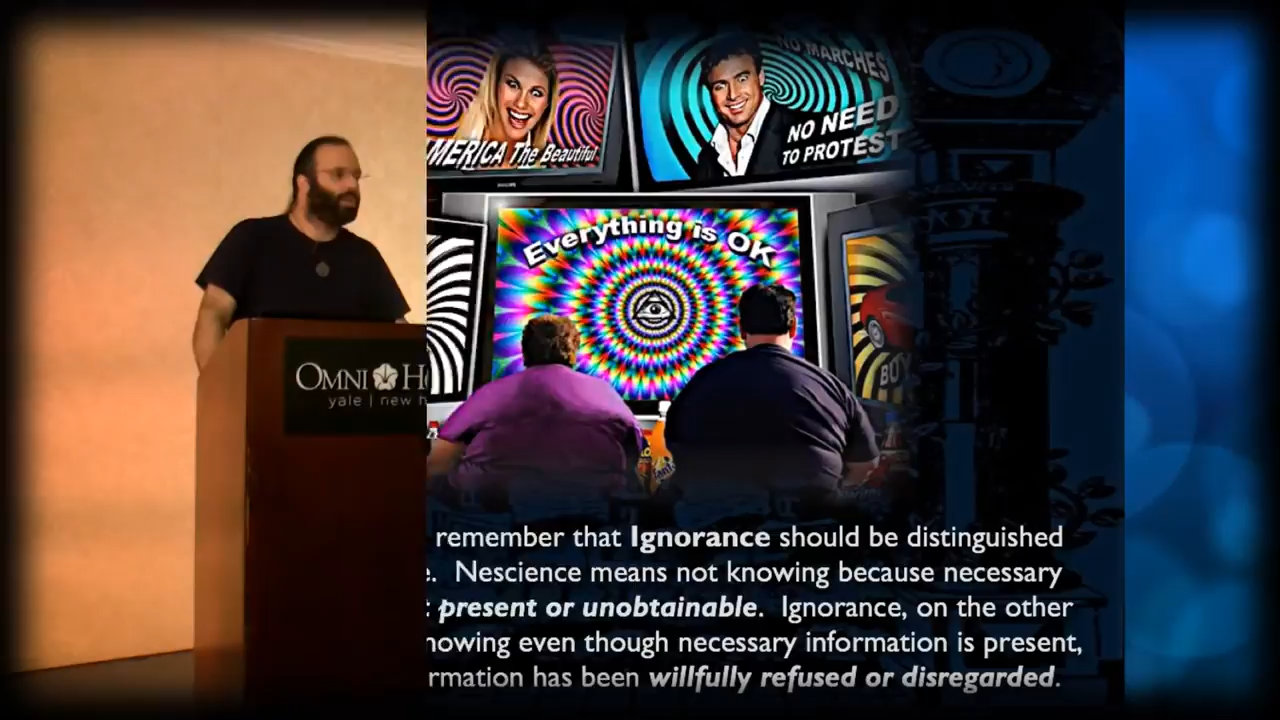 NO MARCHES
NO NEED
TO PROTEST
MERICA The Beautiful
Everything is OK
BUY
OMNI H
yale | new h
remember that Ignorance should be distinguished
e. Nescience means not knowing because necessary
present or unobtainable. Ignorance, on the other
nowing even though necessary information is present,
rmation has been willfully refused or disregarded.